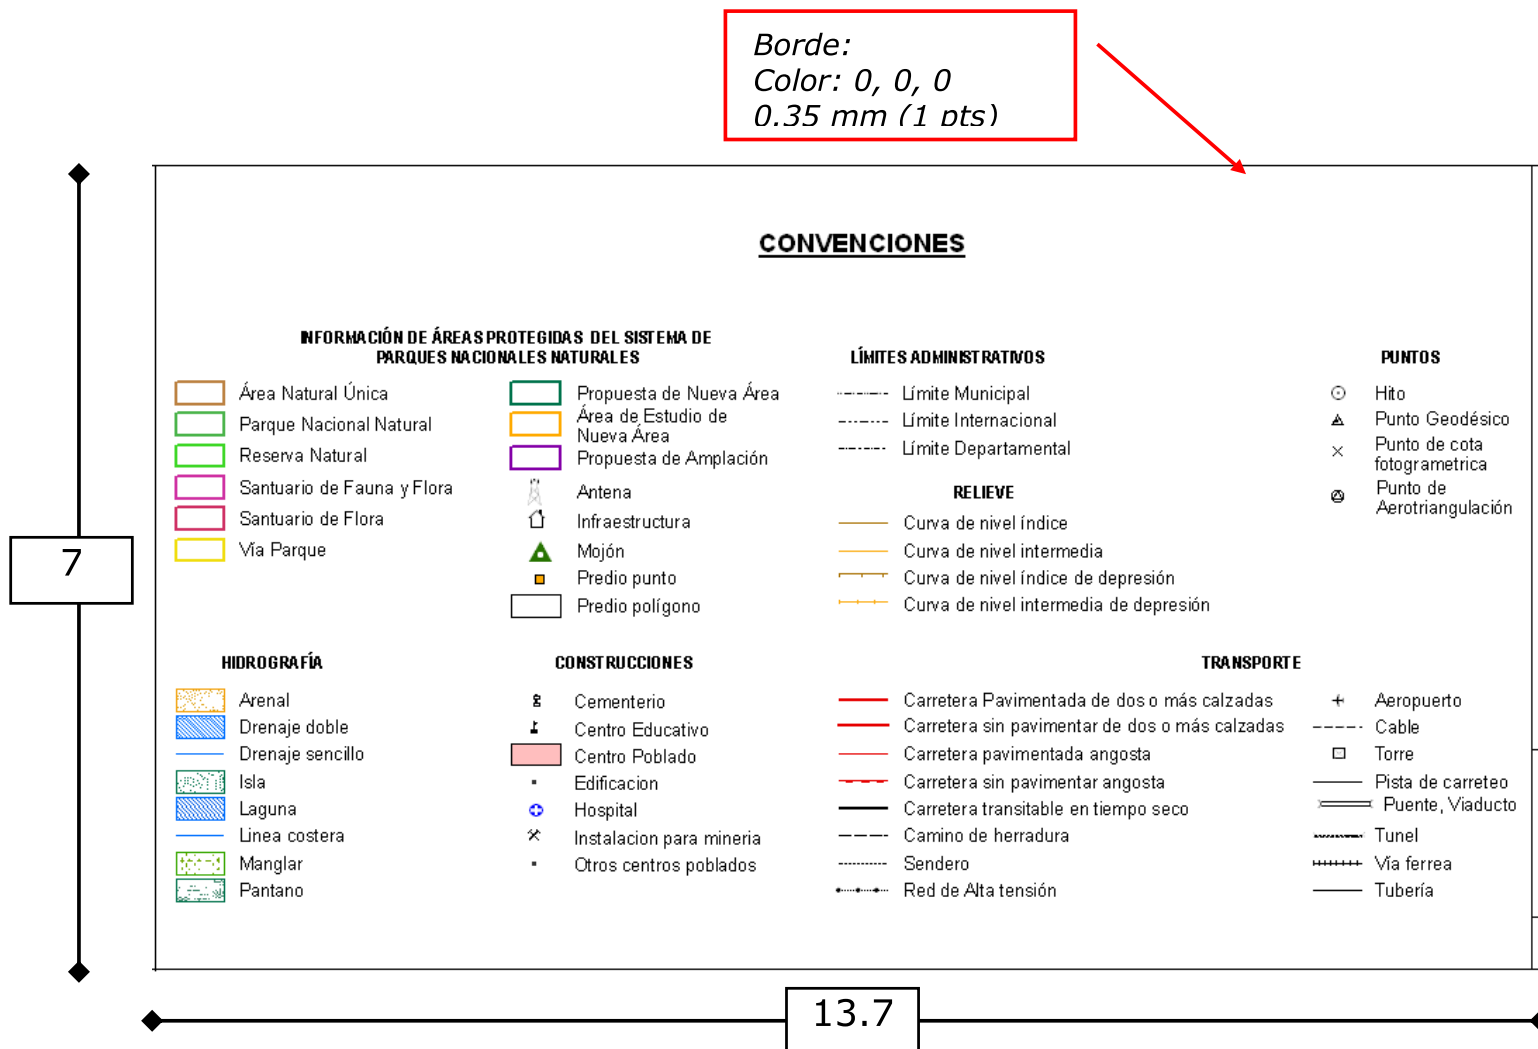 Borde:
Color: 0, 0, 0
0.35 mm (1 pts)
CONVENCIONES
INFORMACIÓN DE ÁREAS PROTEGIDAS DEL SISTEMA DE
PARQUES NACIONALES NATURALES
Área Natural Única
Parque Nacional Natural
Reserva Natural
Santuario de Fauna y Flora
Santuario de Flora
Vía Parque
Propuesta de Nueva Área
Área de Estudio de
Nueva Área
Propuesta de Amplación
Antena
Infraestructura
Mojón
Predio punto
Predio polígono
LÍMITES ADMINISTRATIVOS
Límite Municipal
Límite Internacional
Límite Departamental
RELIEVE
Curva de nivel índice
Curva de nivel intermedia
Curva de nivel índice de depresión
Curva de nivel intermedia de depresión
PUNTOS
Hito
Punto Geodésico
Punto de cota
fotogrametrica
Punto de
Aerotriangulación
7
HIDROGRAFÍA
Arenal
Drenaje doble
Drenaje sencillo
Isla
Laguna
Linea costera
Manglar
Pantano
CONSTRUCCIONES
Cementerio
Centro Educativo
Centro Poblado
Edificacion
Hospital
Instalacion para mineria
Otros centros poblados
TRANSPORTE
Carretera Pavimentada de dos o más calzadas
Carretera sin pavimentar de dos o más calzadas
Carretera pavimentada angosta
Carretera sin pavimentar angosta
Carretera transitable en tiempo seco
Camino de herradura
Sendero
Red de Alta tensión
Aeropuerto
Cable
Torre
Pista de carreteo
Puente, Viaducto
Tunel
Vía ferrea
Tubería
13.7